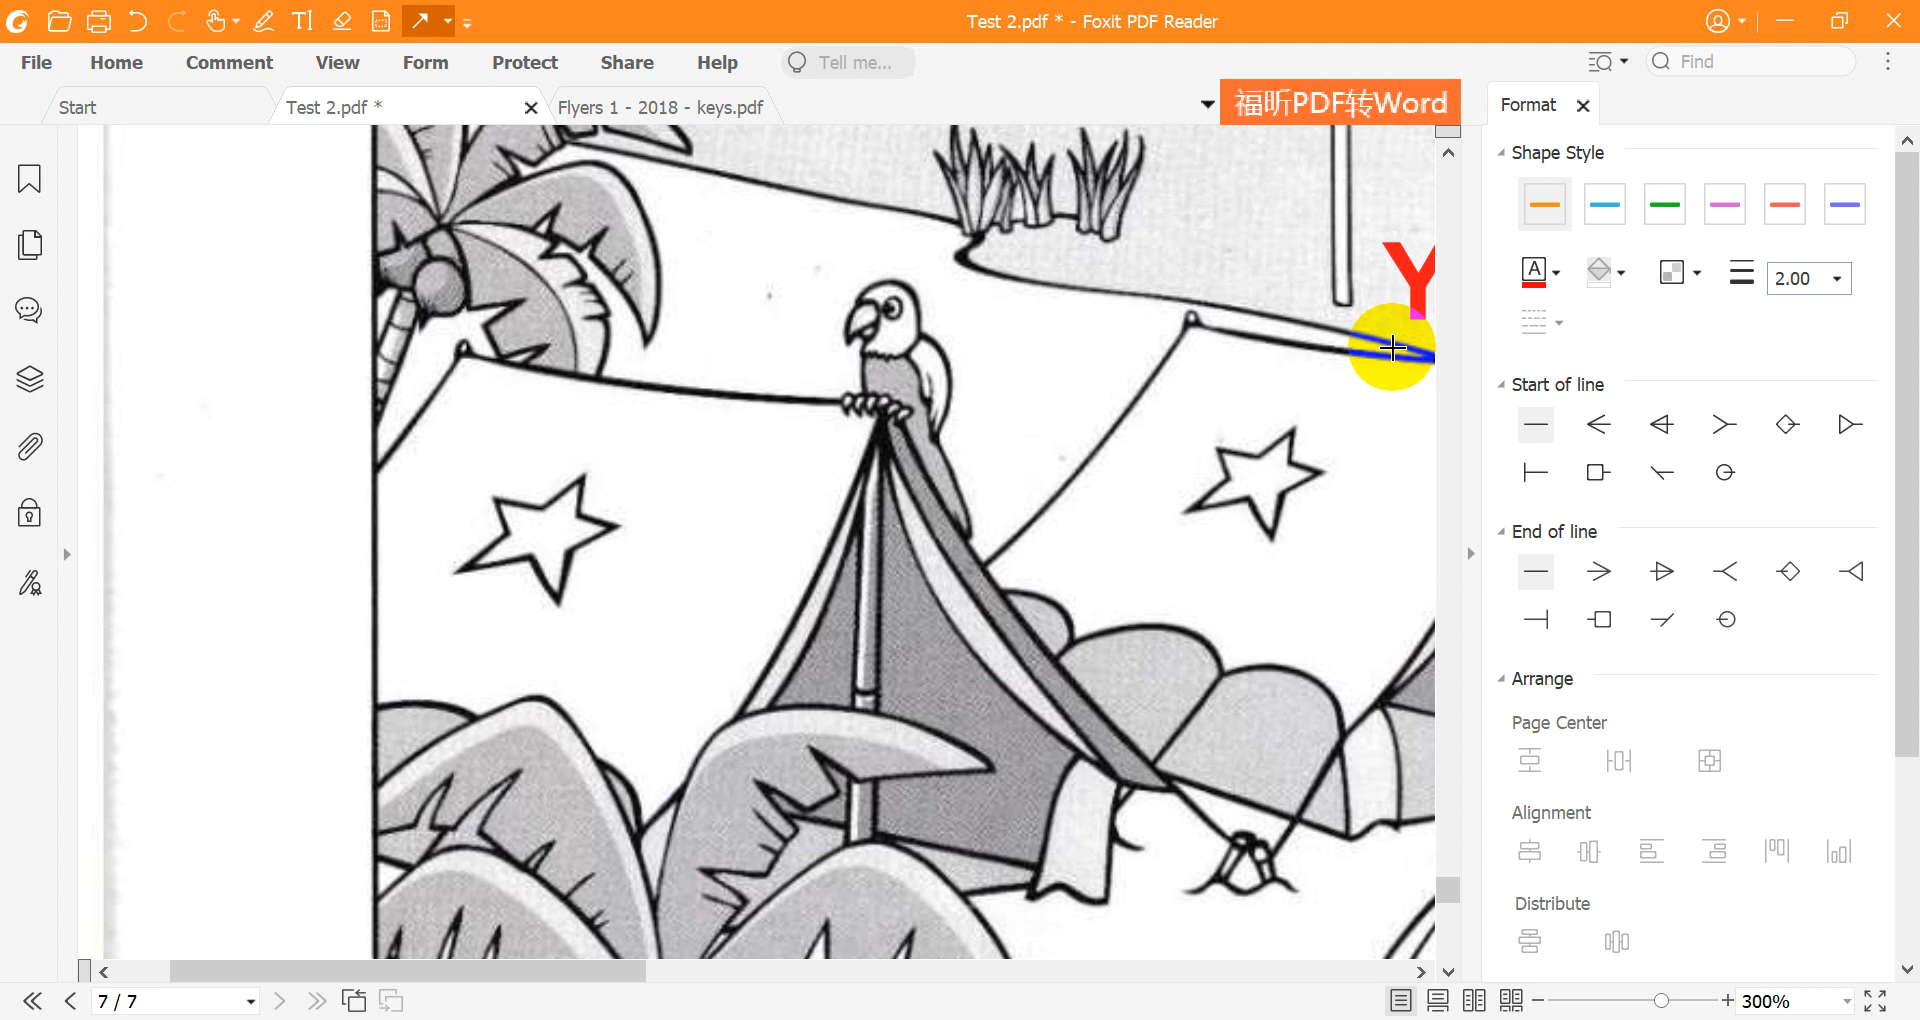 Test 2.pdf * - Foxit PDF Reader
File Home Comment View Form Protect Share Help Tell me... Find
Start Test 2.pdf * Flyers 1 - 2018 - keys.pdf 福昕PDF转Word Format
Shape Style
A 2.00
Y
Start of line
End of line
Arrange
Page Center
Alignment
Distribute
7 / 7 300%